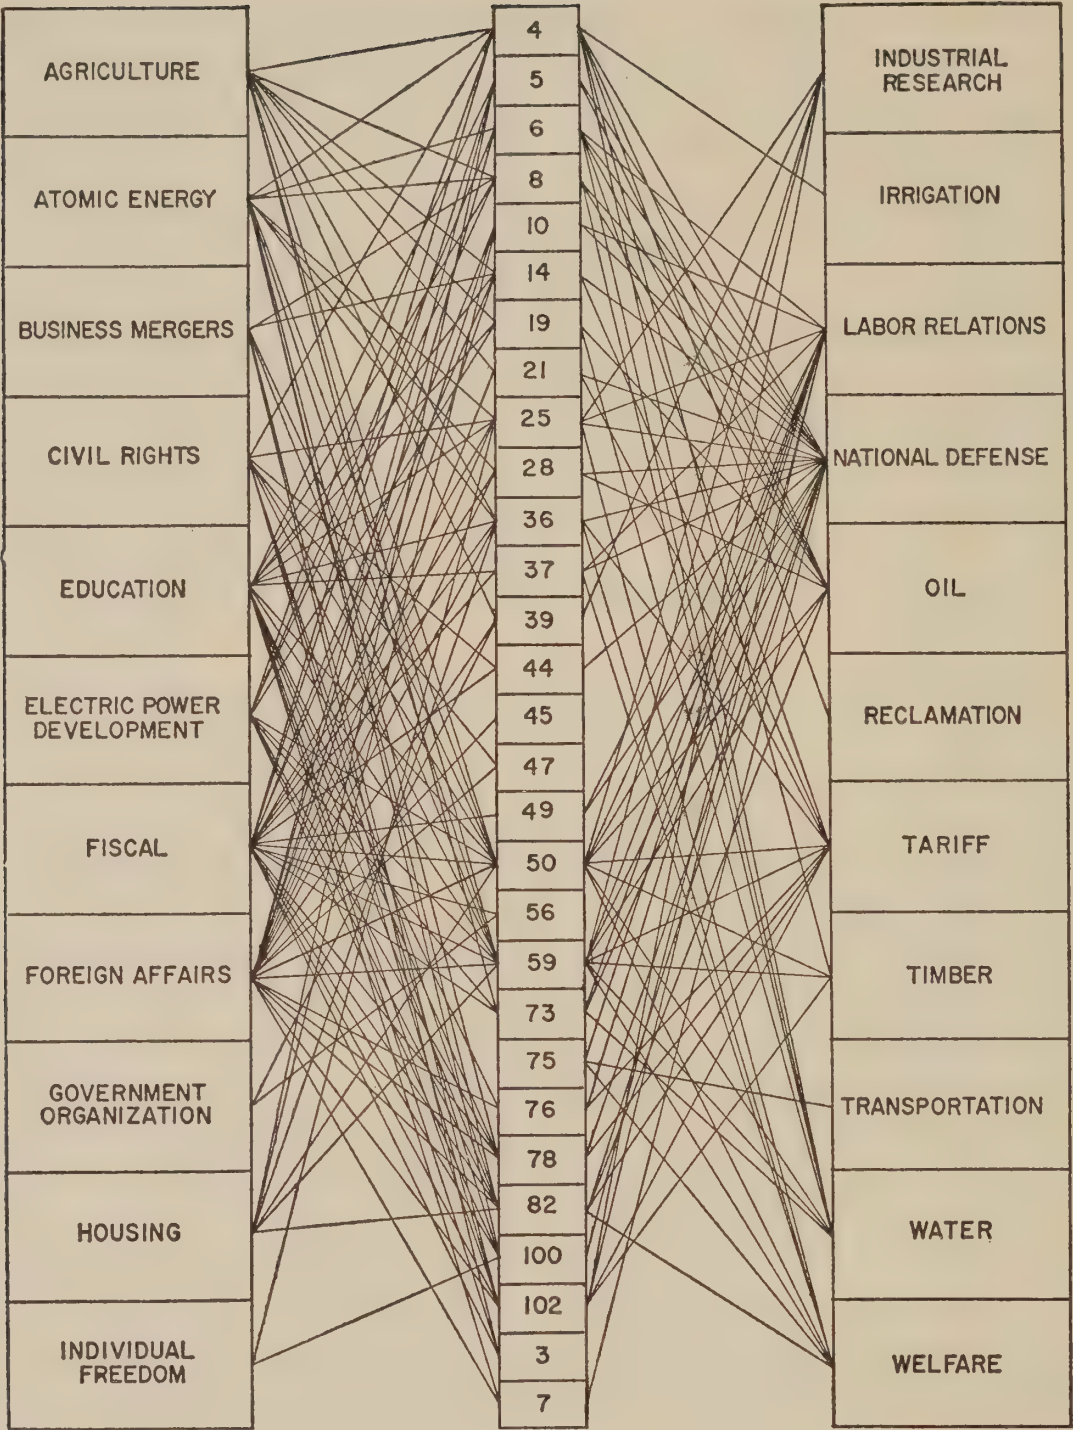 AGRICULTURE
ATOMIC ENERGY
BUSINESS MERGERS
CIVIL RIGHTS
EDUCATION
ELECTRIC POWER
DEVELOPMENT
FISCAL
FOREIGN AFFAIRS
GOVERNMENT
ORGANIZATION
HOUSING
INDIVIDUAL
FREEDOM
4
5
6
8
10
14
19
21
25
28
36
37
39
44
45
47
49
50
56
59
73
75
76
78
82
100
102
3
7
INDUSTRIAL
RESEARCH
IRRIGATION
LABOR RELATIONS
NATIONAL DEFENSE
OIL
RECLAMATION
TARIFF
TIMBER
TRANSPORTATION
WATER
WELFARE